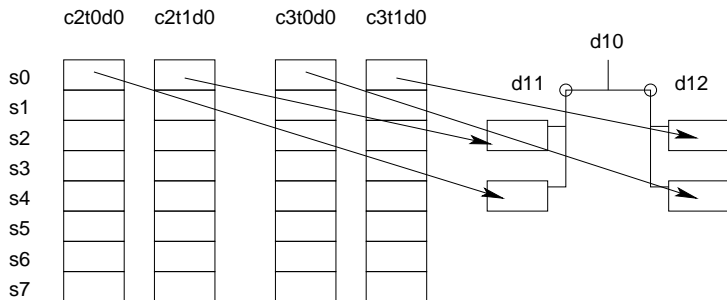 c2t0d0 c2t1d0 c3t0d0 c3t1d0
d10
s0 d11 d12
s1
s2
s3
s4
s5
s6
s7